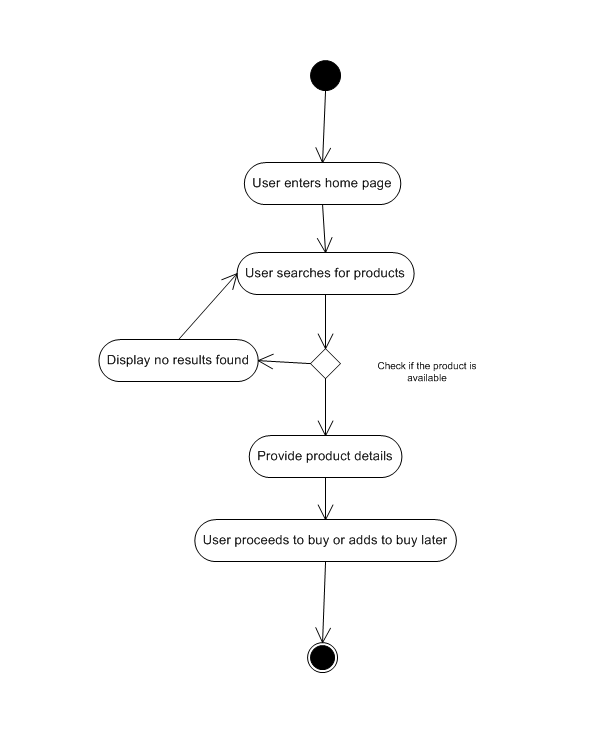 User enters home page
User searches for products
Display no results found
Check if the product is
available
Provide product details
User proceeds to buy or adds to buy later